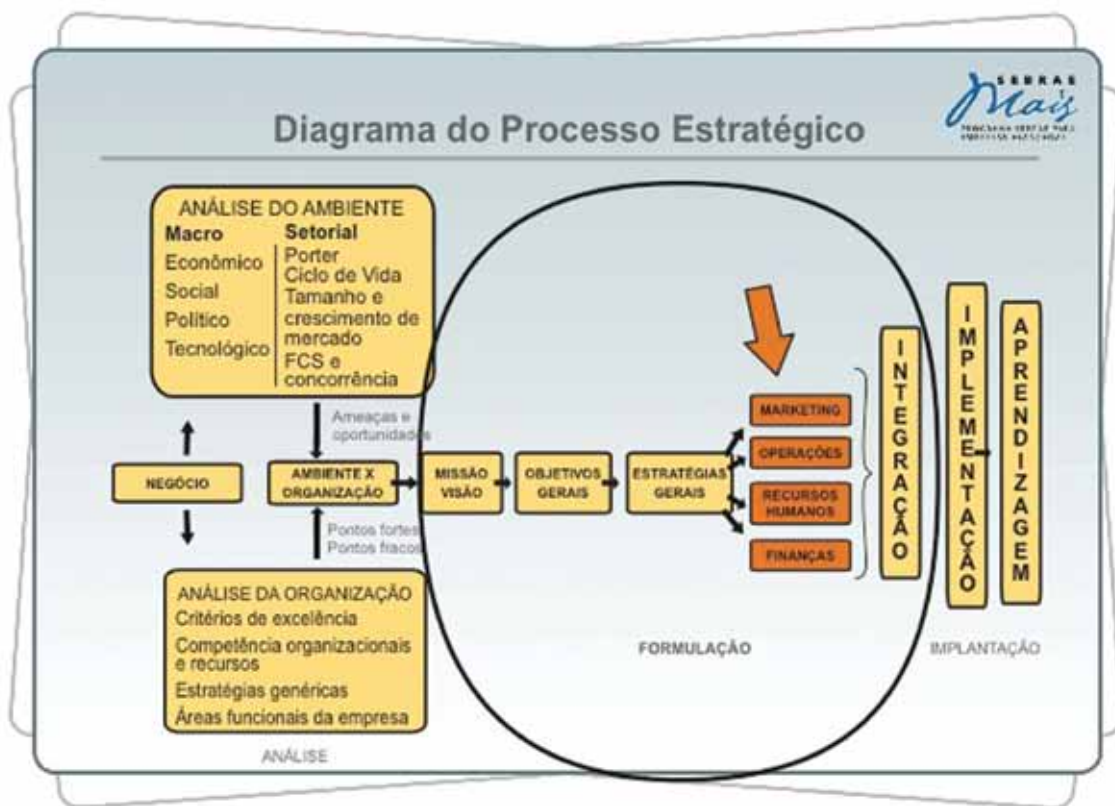 SEBRAE
Mais
Diagrama do Processo Estratégico
ANÁLISE DO AMBIENTE
Macro
Econômico
Social
Político
Tecnológico
Setorial
Porter
Ciclo de Vida
Tamanho e
crescimento de
mercado
FCS e
concorrência
Ameaças e
oportunidades
NEGÓCIO
AMBIENTE X
ORGANIZAÇÃO
MISSÃO
VISÃO
OBJETIVOS
GERAIS
ESTRATÉGIAS
GERAIS
MARKETING
OPERAÇÕES
RECURSOS
HUMANOS
FINANÇAS
INTEGRAÇÃO
IMPLEMENTAÇÃO
APRENDIZAGEM
Pontos fortes
Pontos fracos
ANÁLISE DA ORGANIZAÇÃO
Critérios de excelência
Competência organizacionais
e recursos
Estratégias genéricas
Áreas funcionais da empresa
ANÁLISE
FORMULAÇÃO
IMPLANTAÇÃO